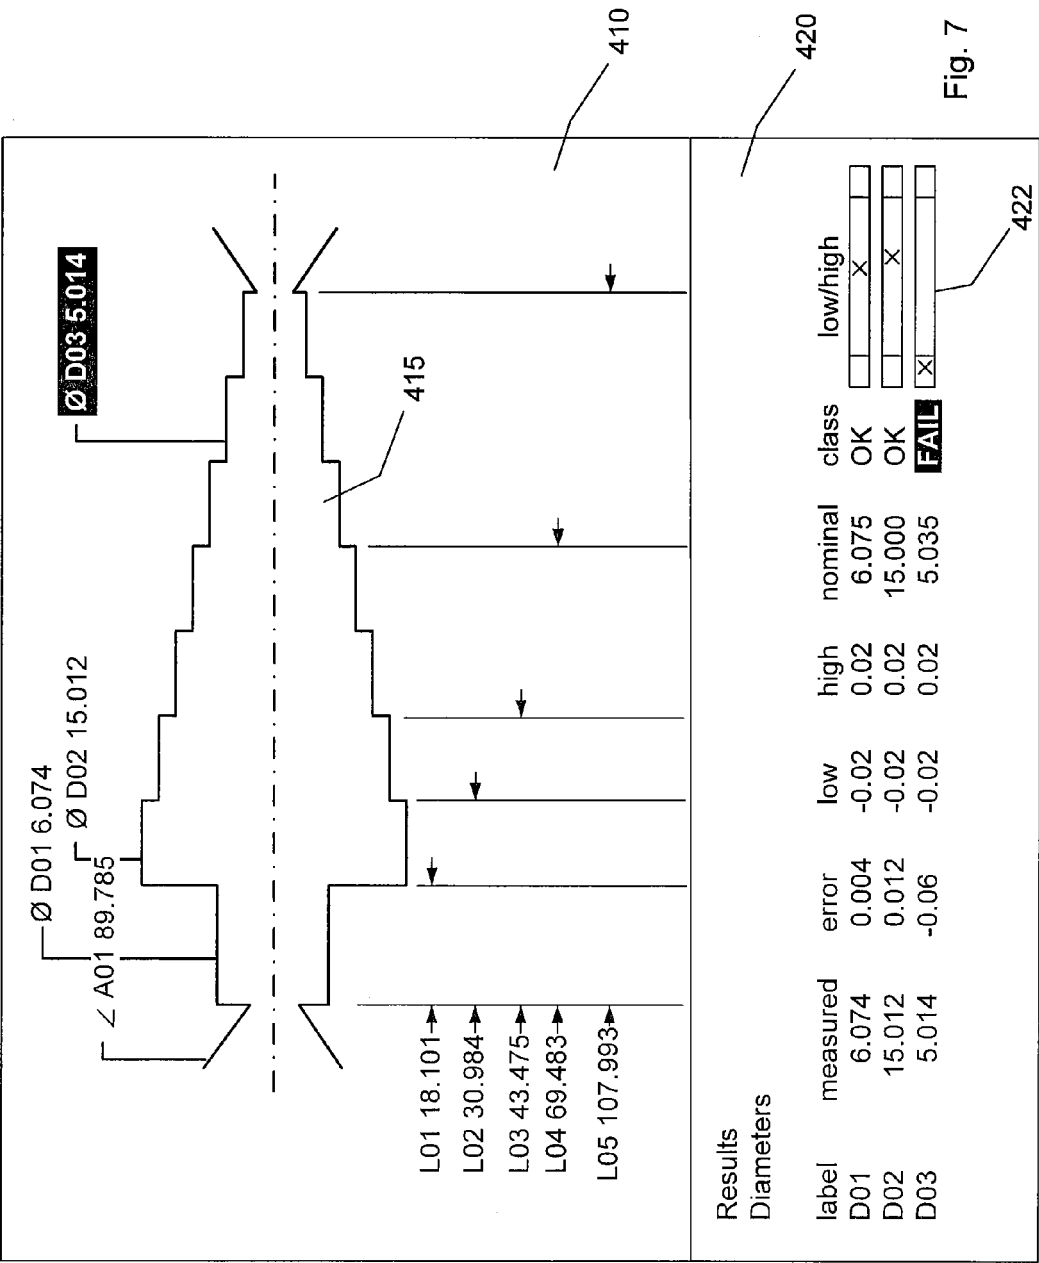 Ø D01 6.074
Ø D02 15.012
∠ A01 89.785
Ø D03 5.014
415
410
L01 18.101
L02 30.984
L03 43.475
L04 69.483
L05 107.993
420
Results
Diameters
label measured error low high nominal class low/high
D01 6.074 0.004 -0.02 0.02 6.075 OK X
D02 15.012 0.012 -0.02 0.02 15.000 OK X
D03 5.014 -0.06 -0.02 0.02 5.035 FAIL X
422
Fig. 7